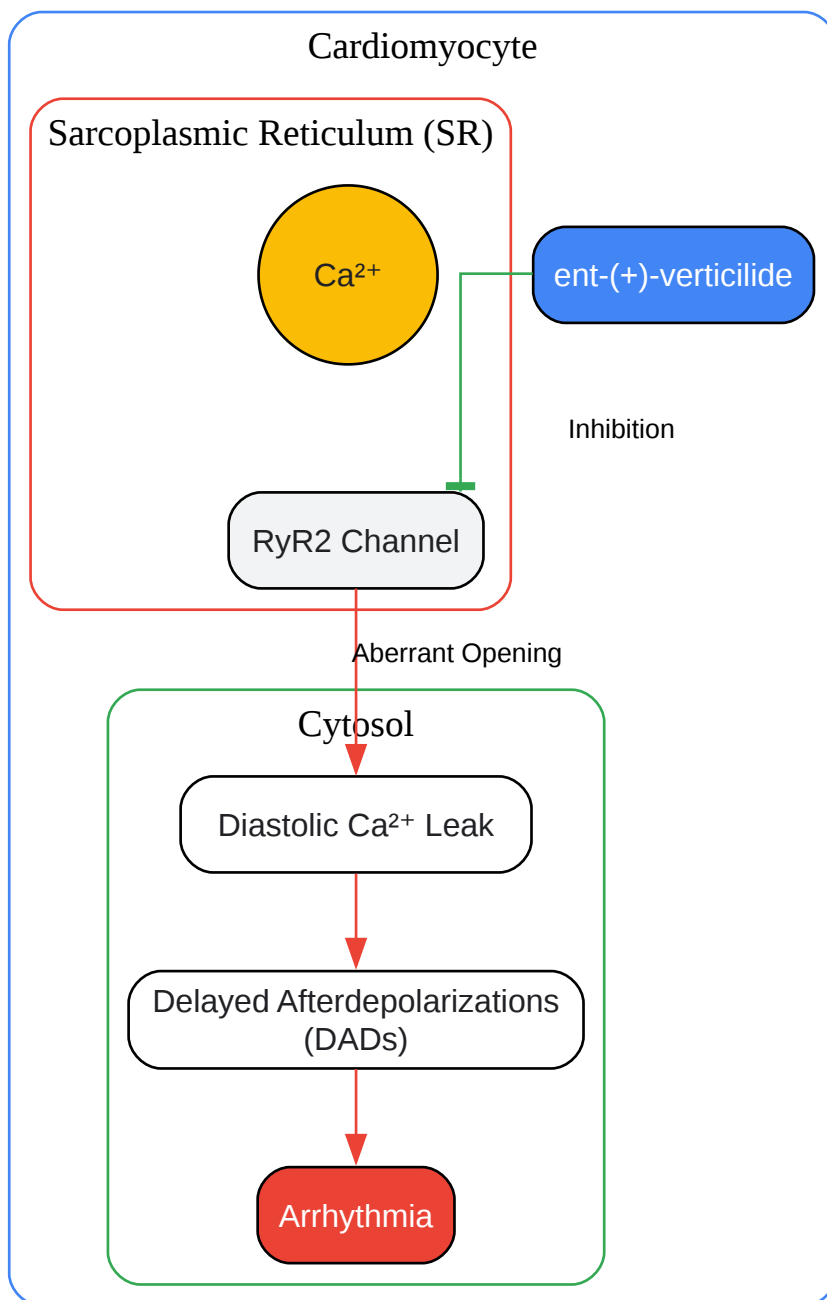 Cardiomyocyte
Sarcoplasmic Reticulum (SR)
Ca²⁺
ent-(+)-verticilide
Inhibition
RyR2 Channel
Aberrant Opening
Cytosol
Diastolic Ca²⁺ Leak
Delayed Afterdepolarizations
(DADs)
Arrhythmia